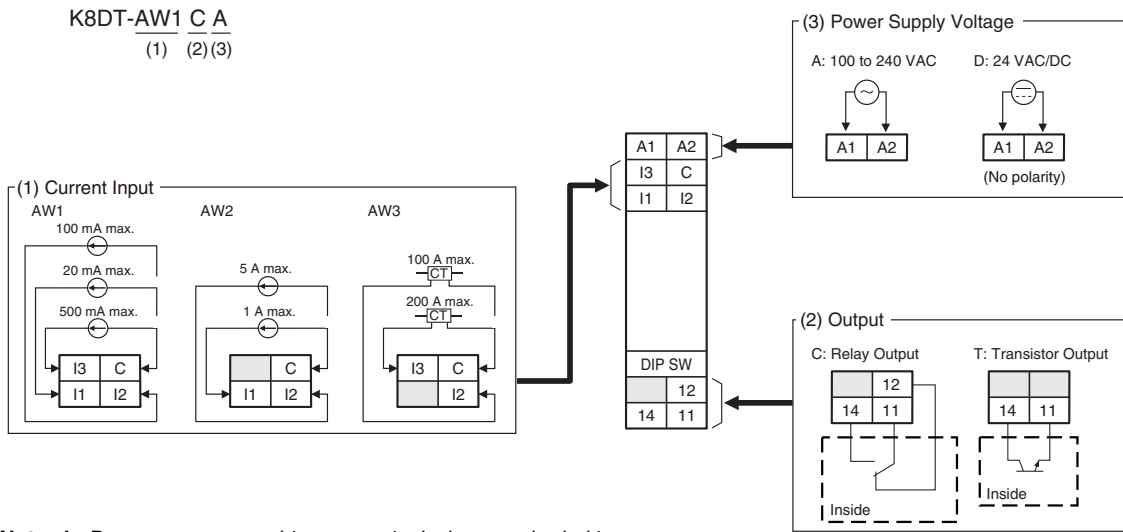 K8DT-AW1 C A
(1) (2) (3)
(3) Power Supply Voltage
A: 100 to 240 VAC
D: 24 VAC/DC
A1 A2
A1 A2
(No polarity)
A1 A2
I3 C
I1 I2
DIP SW
12
14 11
(1) Current Input
AW1
100 mA max.
20 mA max.
500 mA max.
I3 C
I1 I2
AW2
5 A max.
1 A max.
C
I1 I2
AW3
100 A max.
CT
200 A max.
CT
I3 C
I2
(2) Output
C: Relay Output
12
14 11
Inside
T: Transistor Output
14 11
Inside